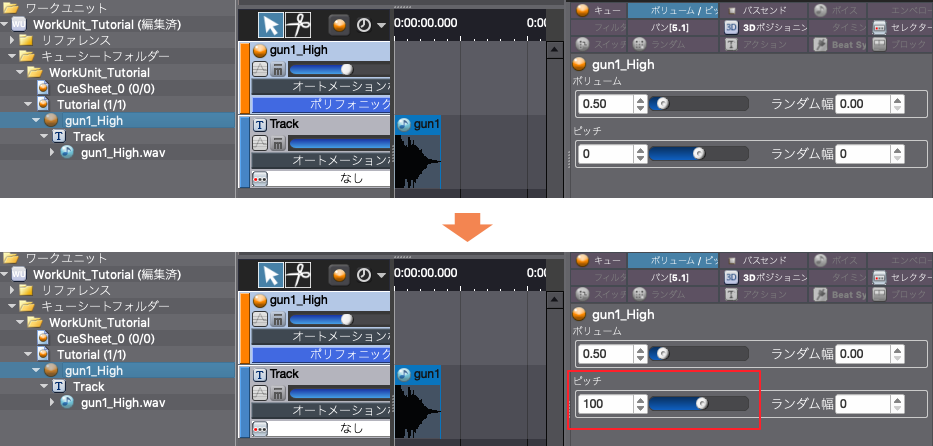 ワークユニット
WorkUnit_Tutorial (編集済)
リファレンス
キューシートフォルダー
WorkUnit_Tutorial
CueSheet_0 (0/0)
Tutorial (1/1)
gun1_High
Track
gun1_High.wav
0:00:00.000
0:0
gun1_High
オートメーション
ポリフォニック
Track
gun1
オートメーション
なし
キュー
ボリューム / ピッ
バスセンド
ボイス
エンベロー
フィルタ
パン[5.1]
3D 3Dポジショニン
タイミン
セレクター
スイッチ
ランダム
アクション
Beat Sy
ブロック
gun1_High
ボリューム
0.50
ランダム幅 0.00
ピッチ
0
ランダム幅 0
ワークユニット
WU WorkUnit_Tutorial (編集済)
リファレンス
キューシートフォルダー
WorkUnit_Tutorial
CueSheet_0 (0/0)
Tutorial (1/1)
gun1_High
Track
gun1_High.wav
0:00:00.000
0:0
gun1_High
オートメーション
ポリフォニック
Track
gun1
オートメーション
なし
キュー
ボリューム / ピッ
バスセンド
ボイス
エンベロー
フィルタ
パン[5.1]
3D 3Dポジショニン
タイミン
セレクター
スイッチ
ランダム
アクション
Beat Sy
ブロック
gun1_High
ボリューム
0.50
ランダム幅 0.00
ピッチ
100
ランダム幅 0